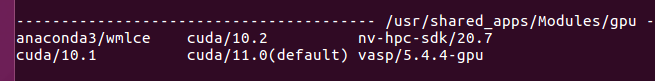 ---------------------------------------- /usr/shared_apps/Modules/gpu -
anaconda3/wmlce    cuda/10.2             nv-hpc-sdk/20.7
cuda/10.1          cuda/11.0(default)    vasp/5.4.4-gpu